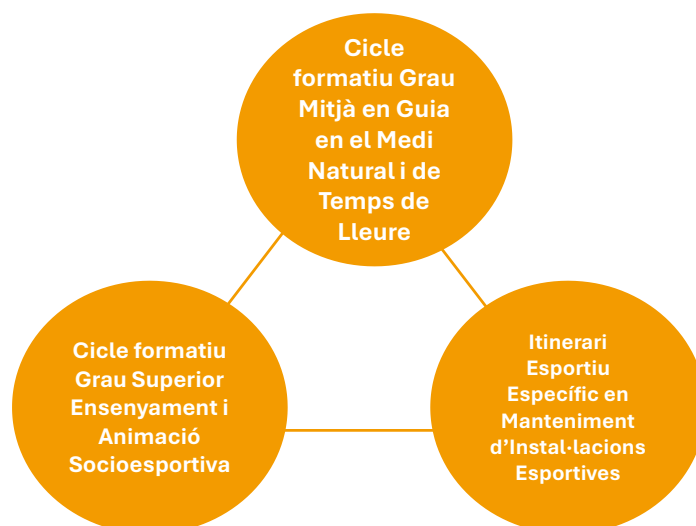 Cicle
formatiu Grau
Mitjà en Guia
en el Medi
Natural i de
Temps de
Lleure
Cicle formatiu
Grau Superior
Ensenyament i
Animació
Socioesportiva
Itinerari
Esportiu
Específic en
Manteniment
d’Instal·lacions
Esportives